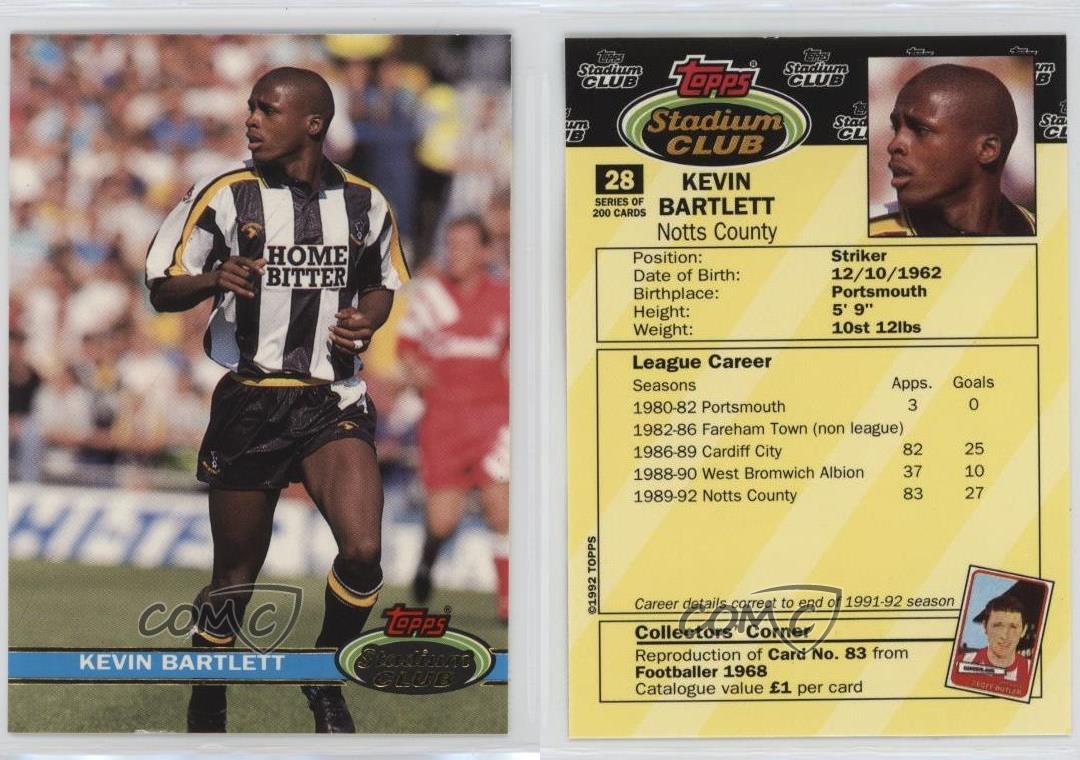 HOME
BITTER
COMC
KEVIN BARTLETT
Topps
Stadium
CLUB
Topps
Stadium
CLUB
Topps
Stadium
CLUB
Topps
Stadium
CLUB
28
SERIES OF
200 CARDS
KEVIN
BARTLETT
Notts County
Position: Striker
Date of Birth: 12/10/1962
Birthplace: Portsmouth
Height: 5' 9"
Weight: 10st 12lbs
League Career
Seasons Apps. Goals
1980-82 Portsmouth 3 0
1982-86 Fareham Town (non league)
1986-89 Cardiff City 82 25
1988-90 West Bromwich Albion 37 10
1989-92 Notts County 83 27
©1992 TOPPS
Career details correct to end of 1991-92 season
COMC
Collectors' Corner
Reproduction of Card No. 83 from
Footballer 1968
Catalogue value £1 per card
GEOFF BUTLER